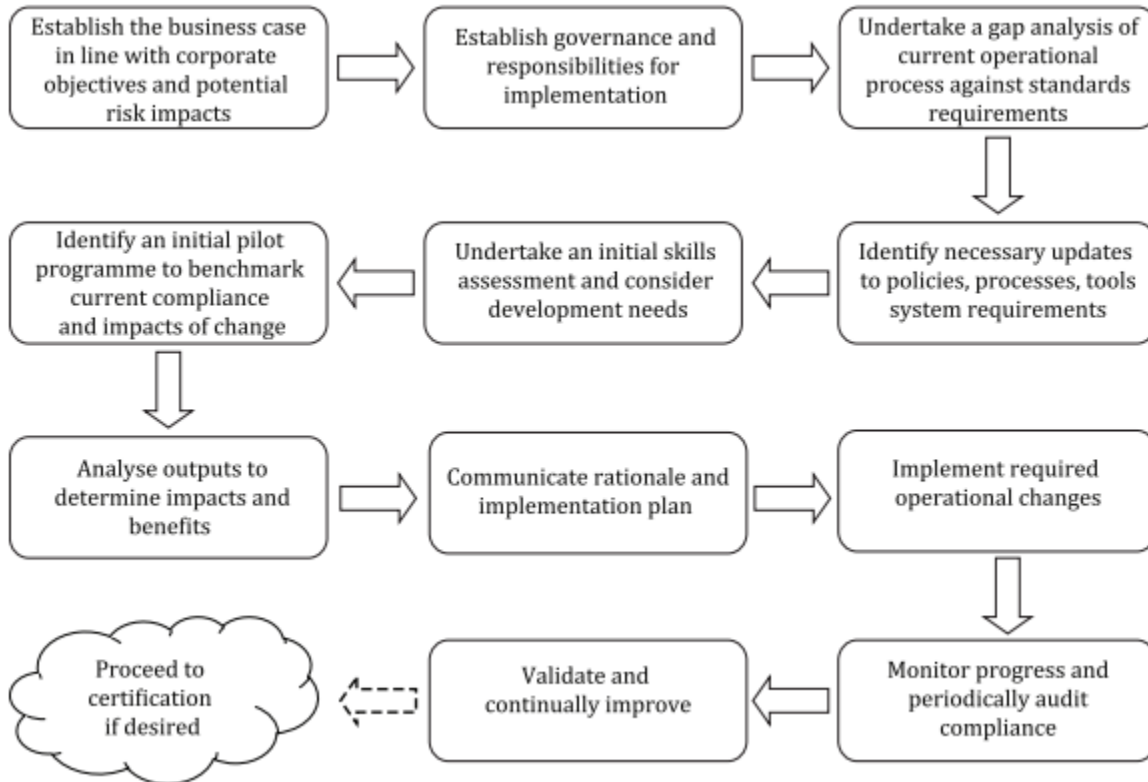 Establish the business case
in line with corporate
objectives and potential
risk impacts
Establish governance and
responsibilities for
implementation
Undertake a gap analysis of
current operational
process against standards
requirements
Identify necessary updates
to policies, processes, tools
system requirements
Undertake an initial skills
assessment and consider
development needs
Identify an initial pilot
programme to benchmark
current compliance
and impacts of change
Analyse outputs to
determine impacts and
benefits
Communicate rationale and
implementation plan
Implement required
operational changes
Monitor progress and
periodically audit
compliance
Validate and
continually improve
Proceed to
certification
if desired